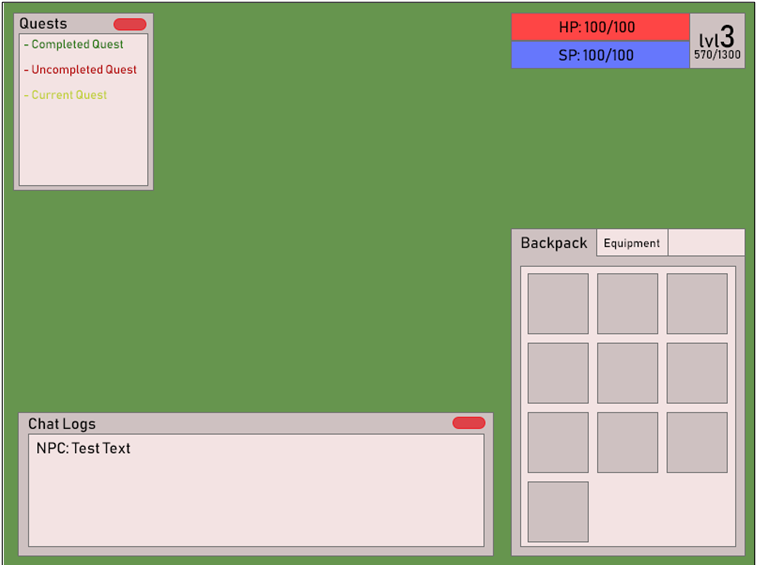 Quests
- Completed Quest
- Uncompleted Quest
- Current Quest
HP: 100/100
SP: 100/100
lvl3
570/1300
Backpack
Equipment
Chat Logs
NPC: Test Text